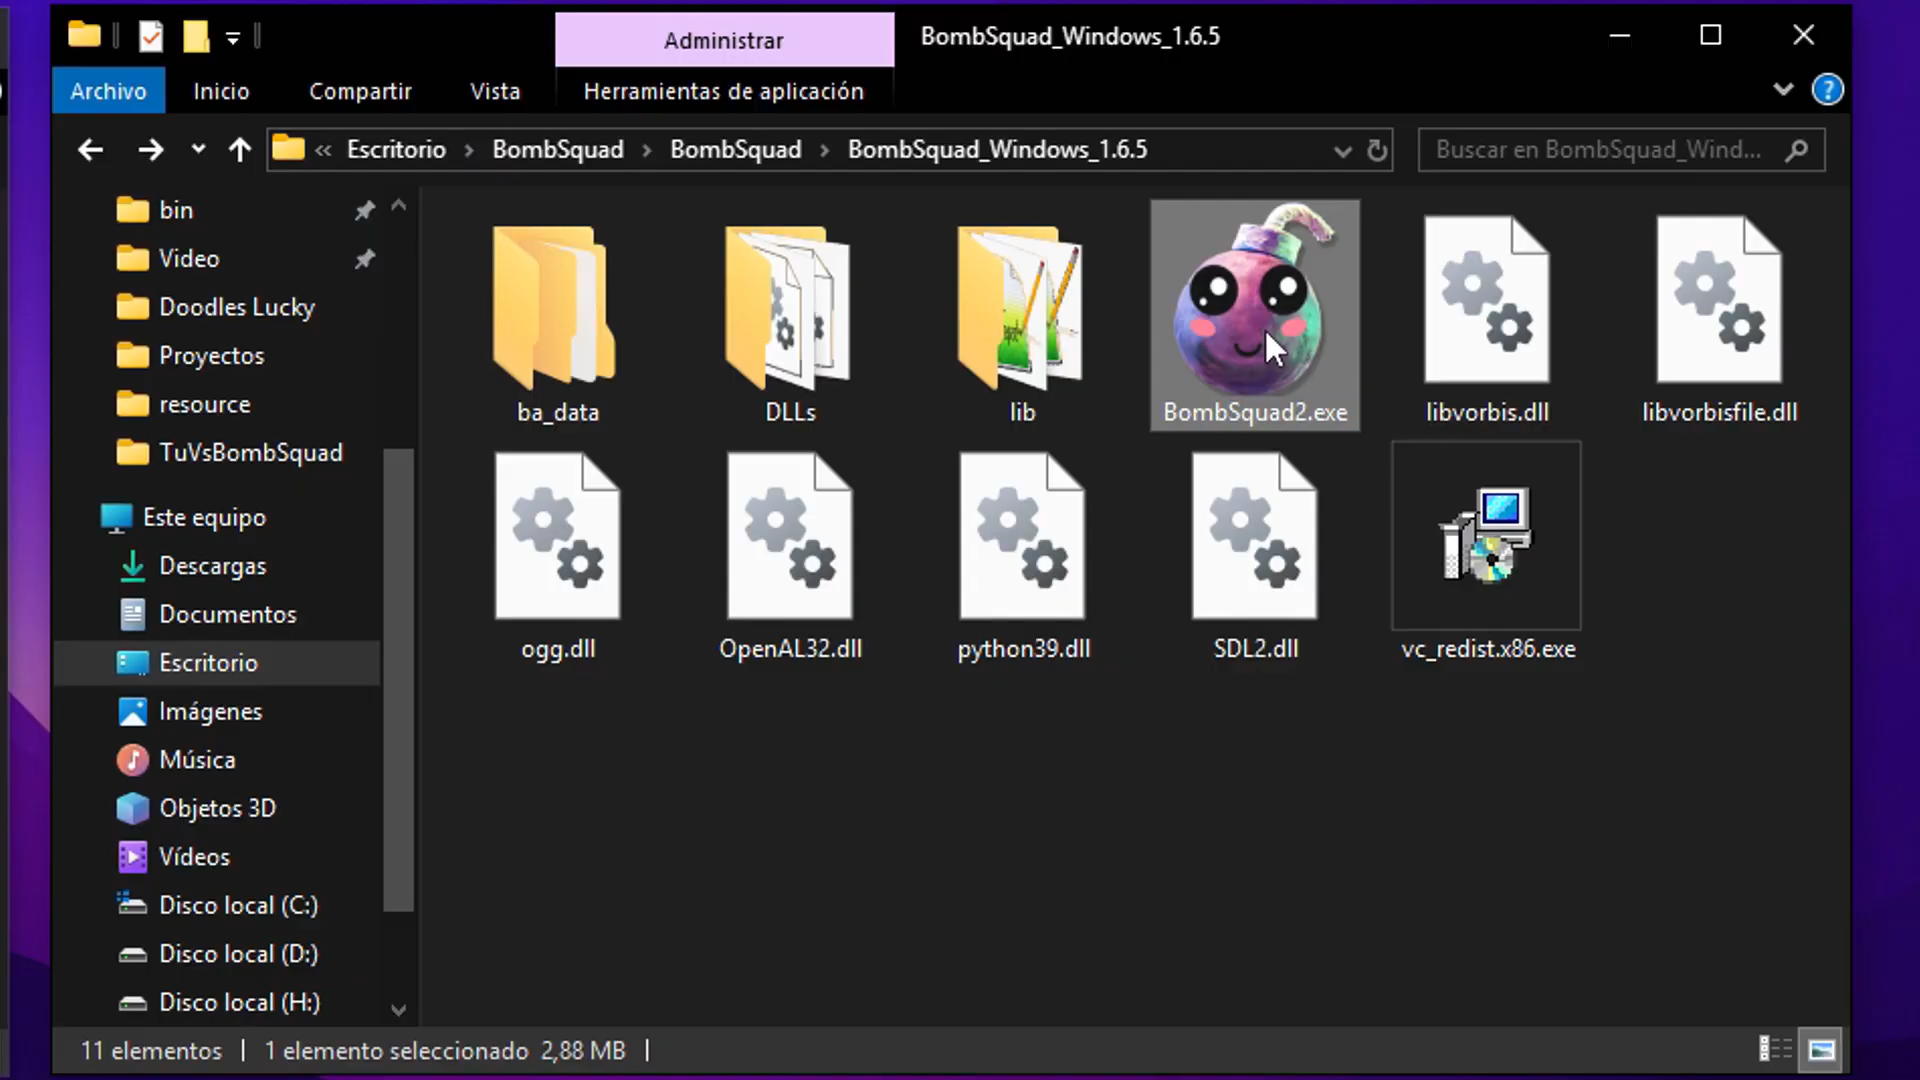 Administrar
BombSquad_Windows_1.6.5
Archivo
Inicio
Compartir
Vista
Herramientas de aplicación
?
« Escritorio > BombSquad > BombSquad > BombSquad_Windows_1.6.5
Buscar en BombSquad_Wind...
bin
Video
Doodles Lucky
Proyectos
resource
TuVsBombSquad
Este equipo
Descargas
Documentos
Escritorio
Imágenes
Música
Objetos 3D
Vídeos
Disco local (C:)
Disco local (D:)
Disco local (H:)
ba_data
DLLs
lib
BombSquad2.exe
libvorbis.dll
libvorbisfile.dll
ogg.dll
OpenAL32.dll
python39.dll
SDL2.dll
vc_redist.x86.exe
11 elementos | 1 elemento seleccionado 2,88 MB |